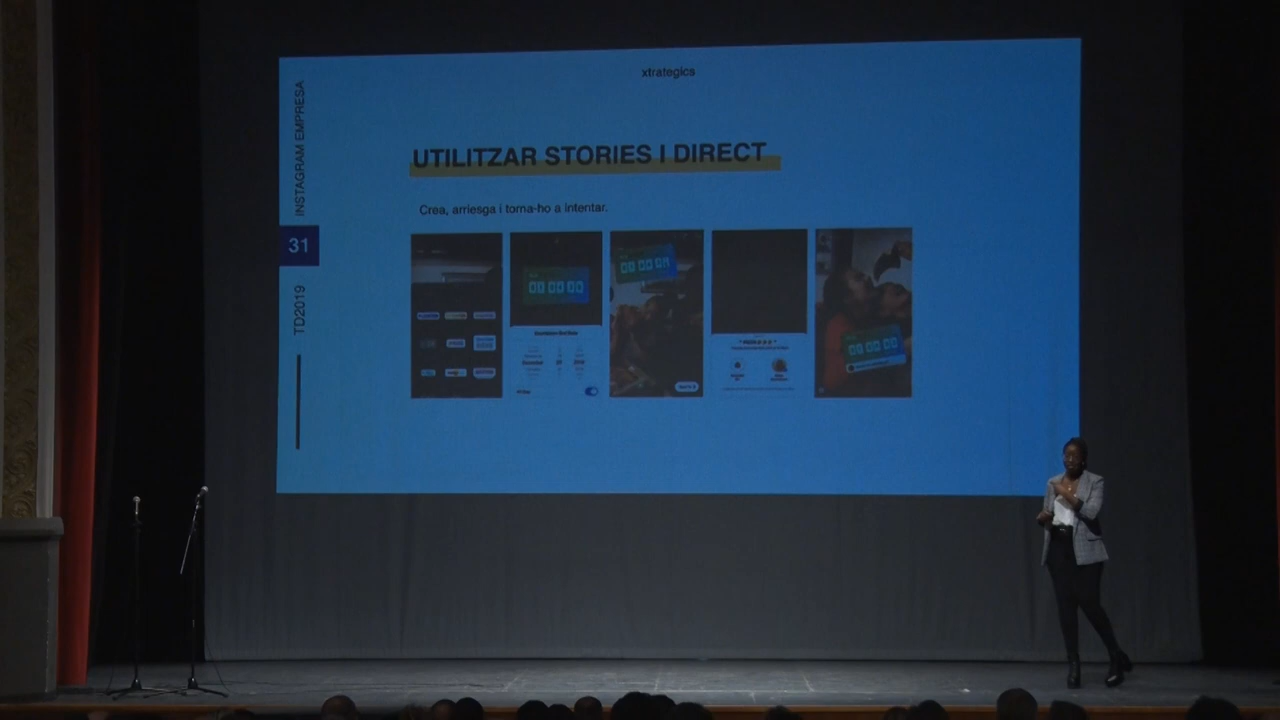 xtrategics
INSTAGRAM EMPRESA
UTILITZAR STORIES I DIRECT
Crea, arriesga i torna-ho a intentar.
31
TD2019